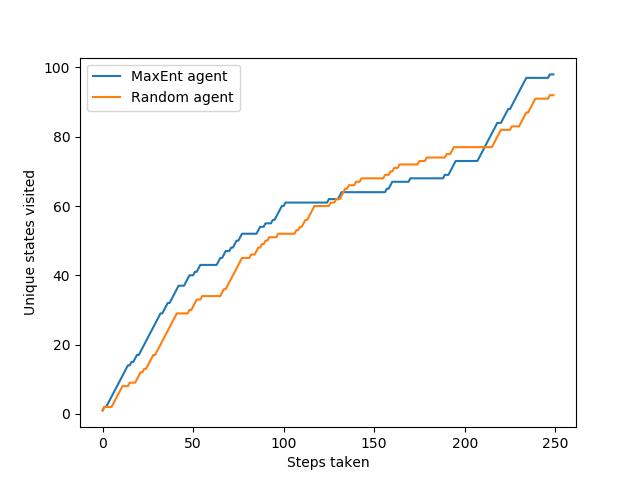 MaxEnt agent
Random agent
Unique states visited
100
80
60
40
20
0
0 50 100 150 200 250
Steps taken